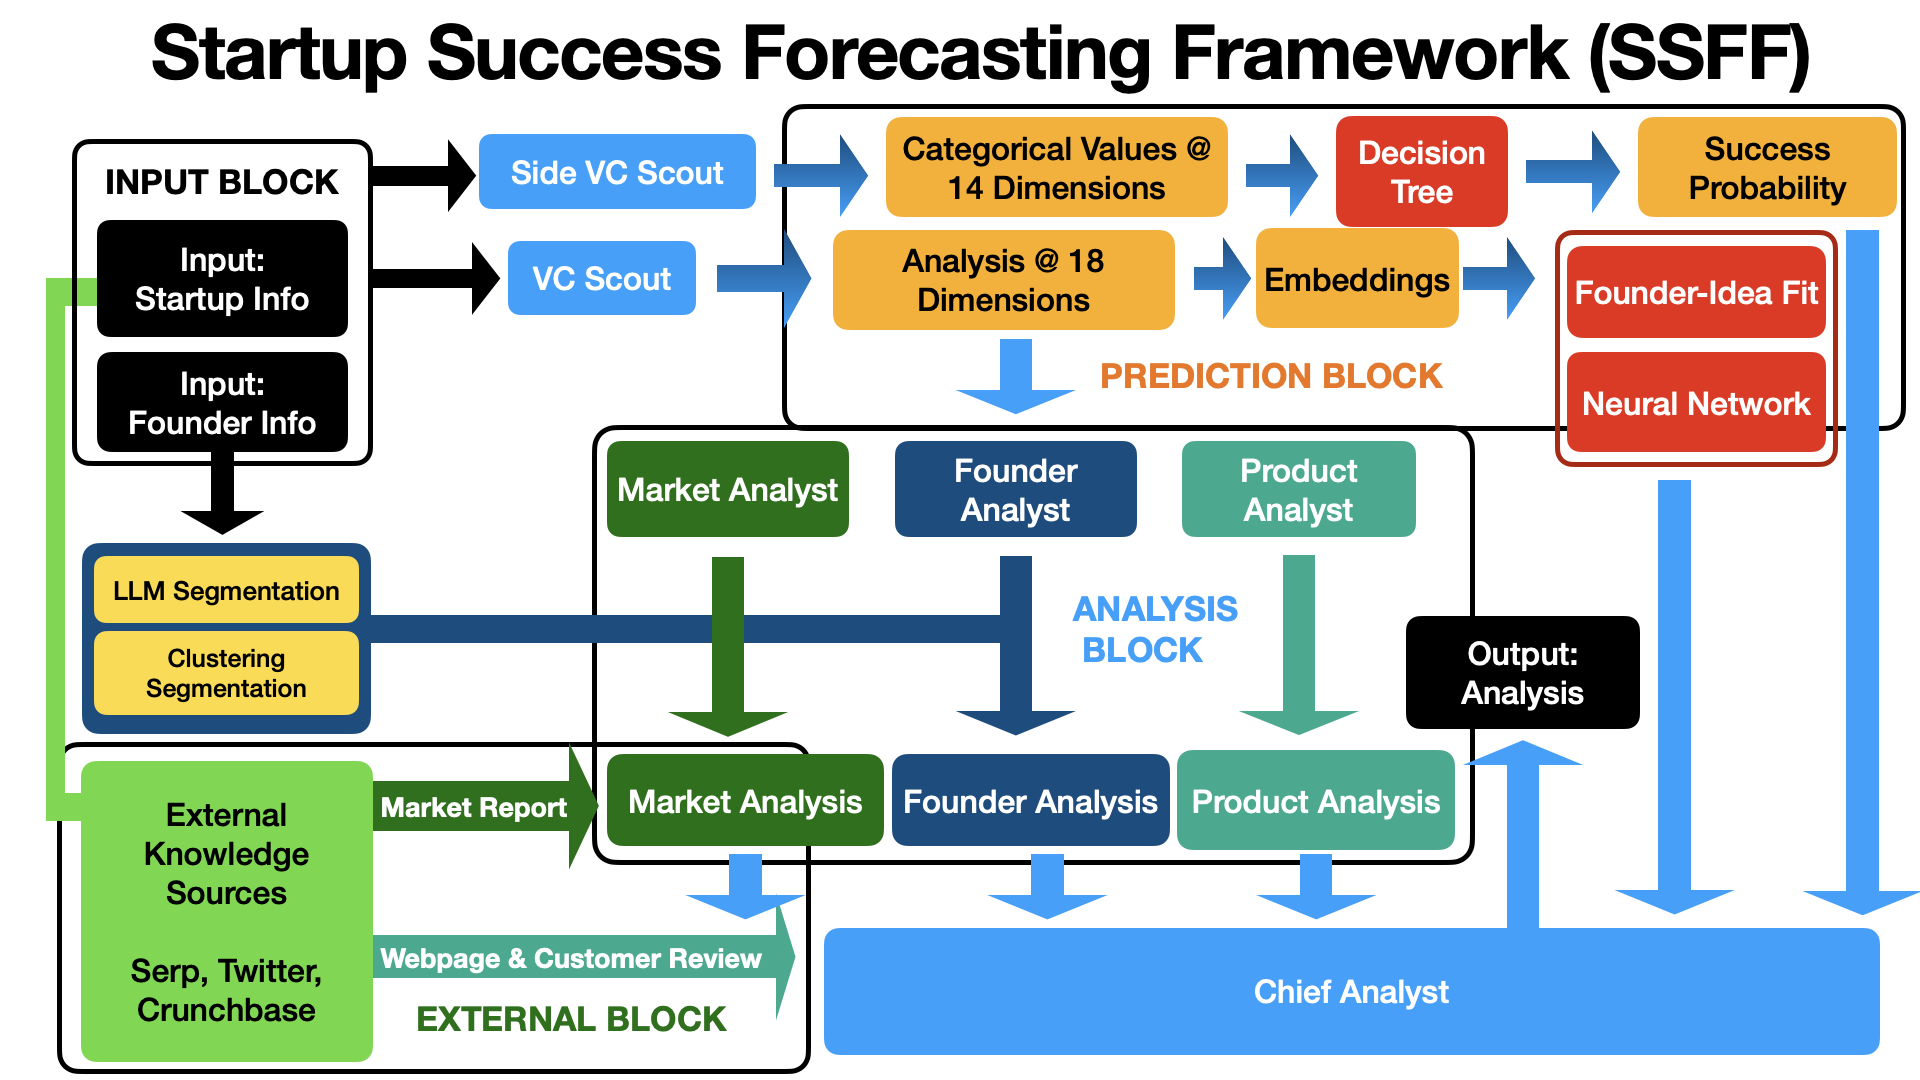 Startup Success Forecasting Framework (SSFF)
INPUT BLOCK
Input:
Startup Info
Input:
Founder Info
Side VC Scout
VC Scout
Categorical Values @
14 Dimensions
Decision
Tree
Success
Probability
Analysis @ 18
Dimensions
Embeddings
Founder-Idea Fit
Neural Network
PREDICTION BLOCK
Market Analyst
Founder
Analyst
Product
Analyst
LLM Segmentation
Clustering
Segmentation
ANALYSIS
BLOCK
Output:
Analysis
External
Knowledge
Sources
Serp, Twitter,
Crunchbase
Market Report
Market Analysis
Founder Analysis
Product Analysis
Webpage & Customer Review
EXTERNAL BLOCK
Chief Analyst